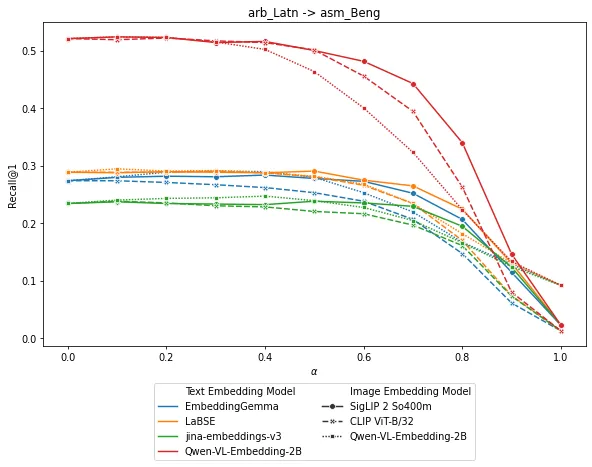 arb_Latn -> asm_Beng
Recall@1
0.5
0.4
0.3
0.2
0.1
0.0
0.0 0.2 0.4 0.6 0.8 1.0
α
Text Embedding Model Image Embedding Model
EmbeddingGemma SigLIP 2 So400m
LaBSE CLIP ViT-B/32
jina-embeddings-v3 Qwen-VL-Embedding-2B
Qwen-VL-Embedding-2B